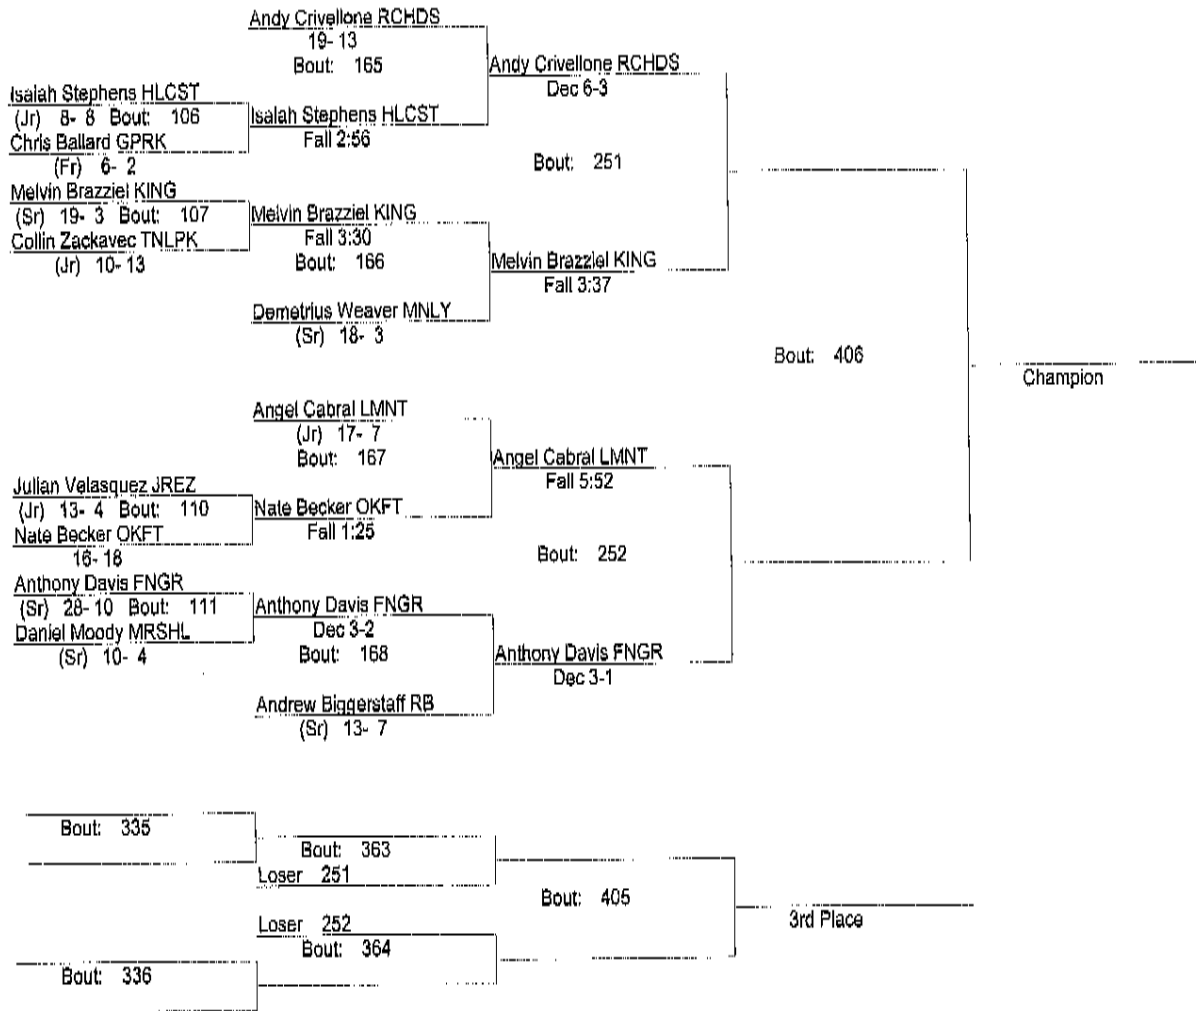 Andy Crivellone RCHDS
19- 13
Bout: 165
Andy Crivellone RCHDS
Dec 6-3
Isaiah Stephens HLCST
(Jr) 8- 8 Bout: 106
Isaiah Stephens HLCST
Fall 2:56
Chris Ballard GPRK
(Fr) 6- 2
Bout: 251
Melvin Brazziel KING
(Sr) 19- 3 Bout: 107
Melvin Brazziel KING
Fall 3:30
Bout: 166
Collin Zackavec TNLPK
(Jr) 10- 13
Melvin Brazziel KING
Fall 3:37
Demetrius Weaver MNLY
(Sr) 18- 3
Bout: 406
Champion
Angel Cabral LMNT
(Jr) 17- 7
Bout: 167
Angel Cabral LMNT
Fall 5:52
Julian Velasquez JREZ
(Jr) 13- 4 Bout: 110
Nate Becker OKFT
Fall 1:25
Nate Becker OKFT
16- 18
Bout: 252
Anthony Davis FNGR
(Sr) 28- 10 Bout: 111
Anthony Davis FNGR
Dec 3-2
Bout: 168
Daniel Moody MRSHL
(Sr) 10- 4
Anthony Davis FNGR
Dec 3-1
Andrew Biggerstaff RB
(Sr) 13- 7
Bout: 335
Bout: 363
Loser 251
Bout: 405
3rd Place
Loser 252
Bout: 364
Bout: 336